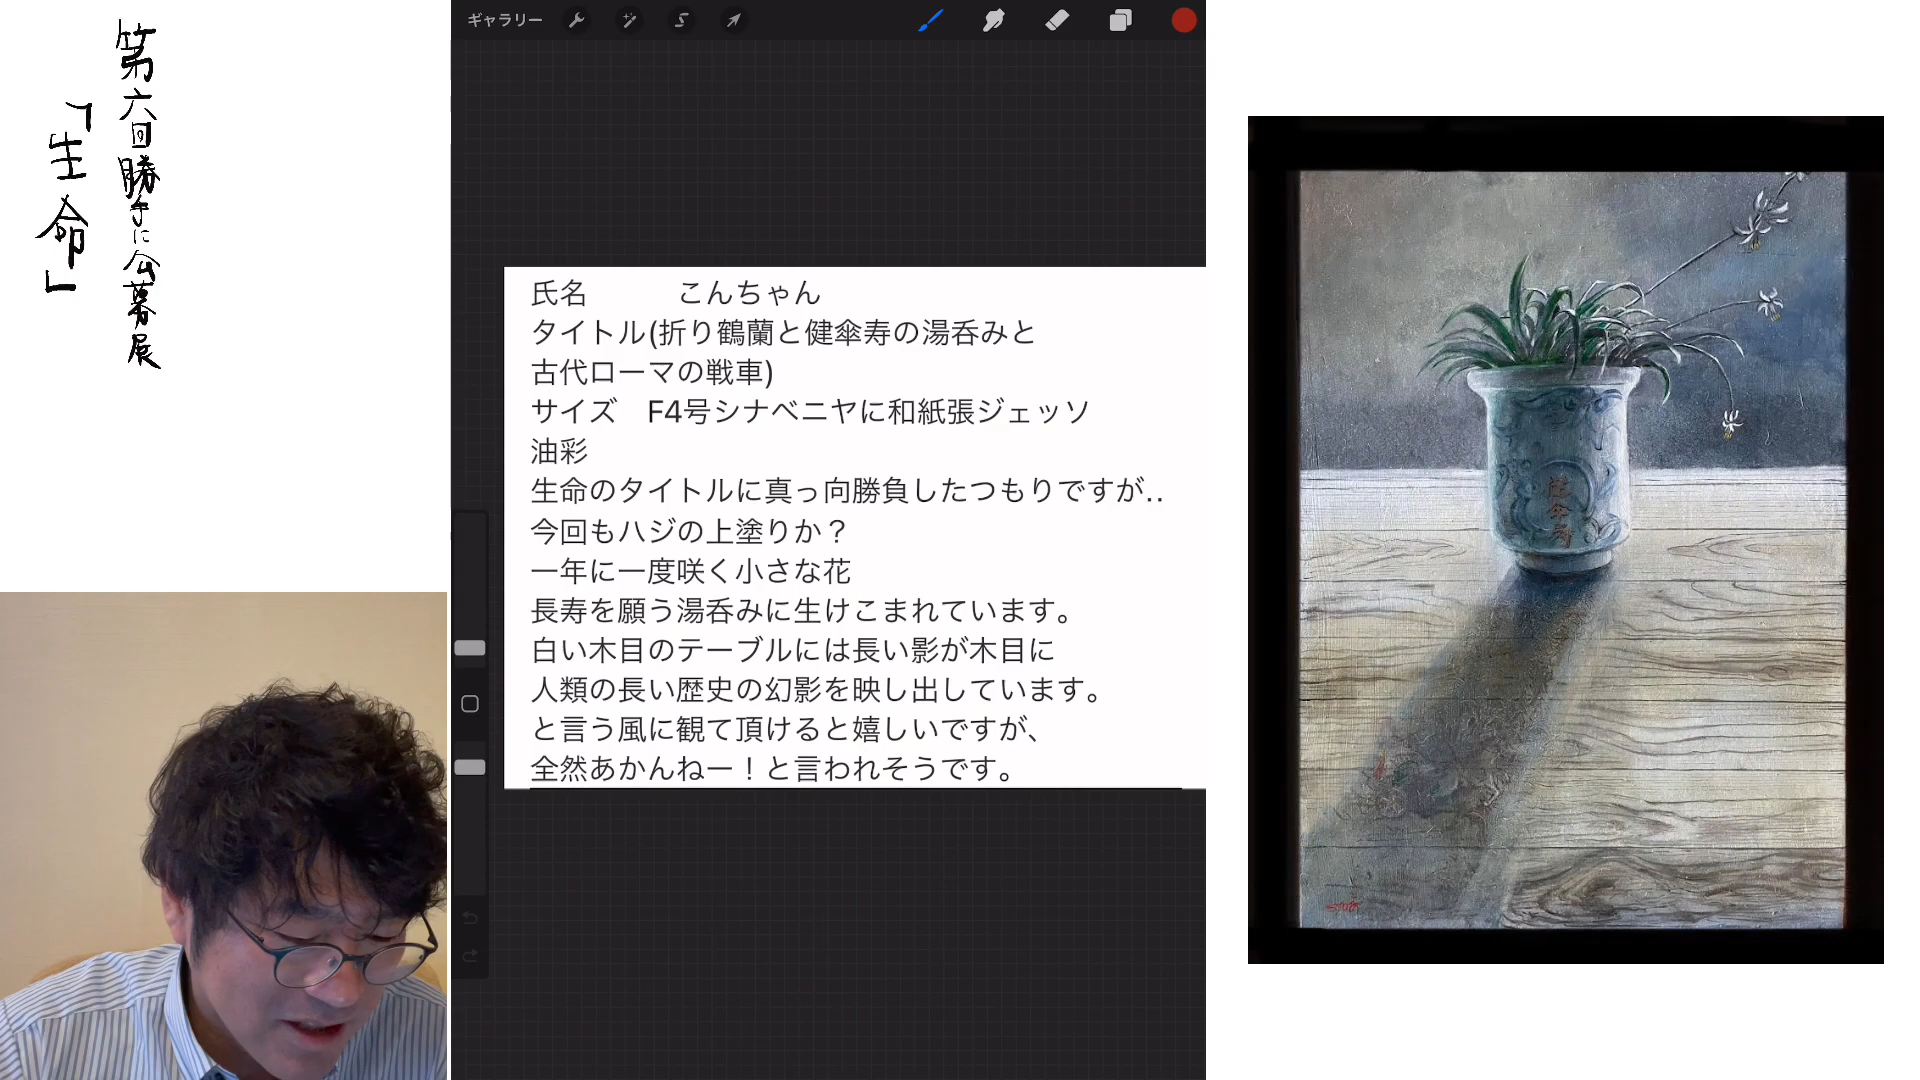 第六回勝手に公募展
「生命」
ギャラリー
氏名　　　こんちゃん
タイトル(折り鶴蘭と健傘寿の湯呑みと
古代ローマの戦車)
サイズ　F4号シナベニヤに和紙張ジェッソ
油彩
生命のタイトルに真っ向勝負したつもりですが..
今回もハジの上塗りか？
一年に一度咲く小さな花
長寿を願う湯呑みに生けこまれています。
白い木目のテーブルには長い影が木目に
人類の長い歴史の幻影を映し出しています。
と言う風に観て頂けると嬉しいですが、
全然あかんねー！と言われそうです。
健傘寿